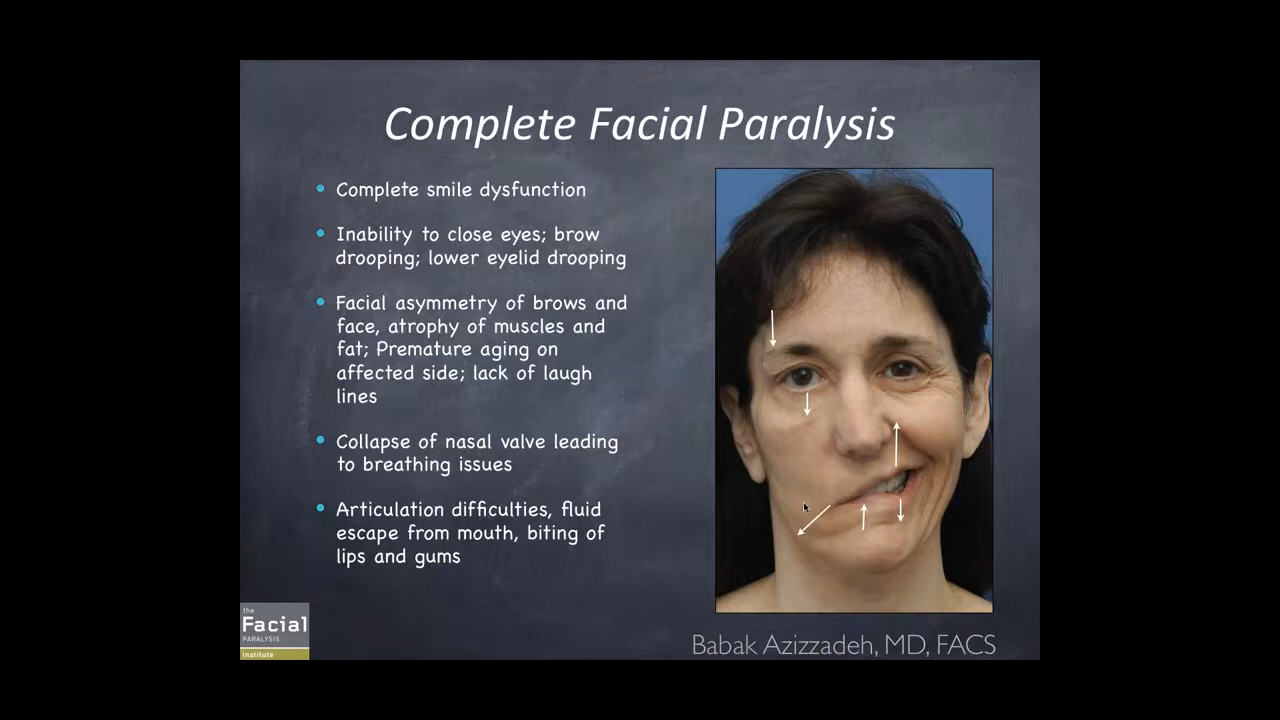 Complete Facial Paralysis
Complete smile dysfunction
Inability to close eyes; brow
drooping; lower eyelid drooping
Facial asymmetry of brows and
face, atrophy of muscles and
fat; Premature aging on
affected side; lack of laugh
lines
Collapse of nasal valve leading
to breathing issues
Articulation difficulties, fluid
escape from mouth, biting of
lips and gums
the
Facial
PARALYSIS
Institute
Babak Azizzadeh, MD, FACS